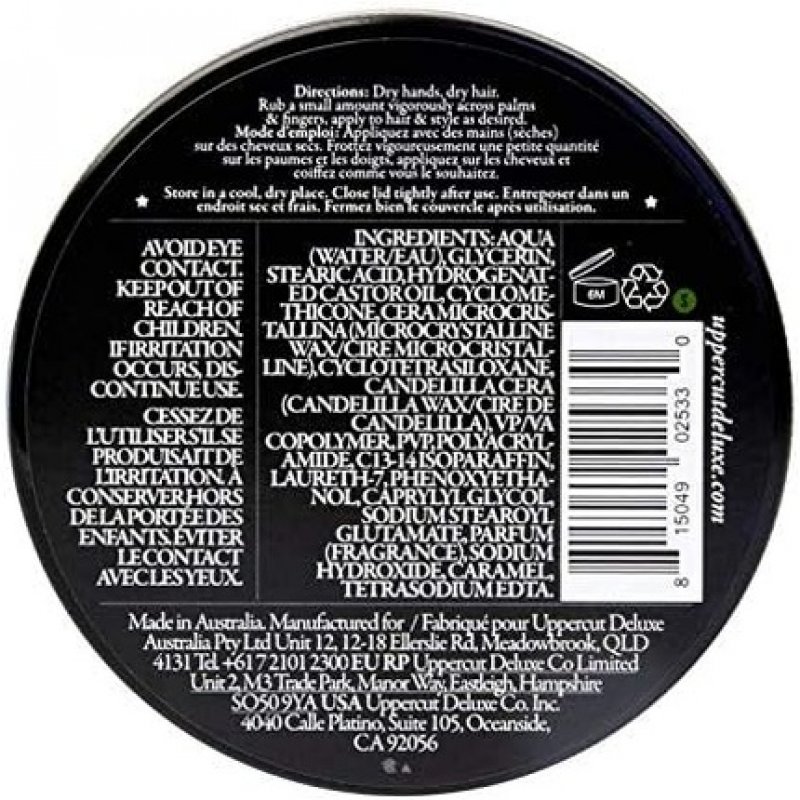 Directions: Dry hands, dry hair.
Rub a small amount vigorously across palms
& fingers, apply to hair & style as desired.
Mode d'emploi: Appliquez avec des mains (sèches)
sur des cheveux secs. Frottez vigoureusement une petite quantité
sur les paumes et les doigts, appliquez sur les cheveux et
coiffez comme vous le souhaitez.
Store in a cool, dry place. Close lid tightly after use. Entreposer dans un
endroit sec et frais. Fermez bien le couvercle après utilisation.
AVOID EYE
CONTACT.
KEEP OUT OF
REACH OF
CHILDREN.
IF IRRITATION
OCCURS, DIS-
CONTINUE USE.
CESSEZ DE
L'UTILISER S'IL SE
PRODUISAIT DE
L'IRRITATION. À
CONSERVER HORS
DE LA PORTÉE DES
ENFANTS. ÉVITER
LE CONTACT
AVEC LES YEUX.
INGREDIENTS: AQUA
(WATER/EAU), GLYCERIN,
STEARIC ACID, HYDROGENAT-
ED CASTOR OIL, CYCLOME-
THICONE, CERA MICROCRIS-
TALLINA (MICROCRYSTALLINE
WAX/CIRE MICROCRISTAL-
LINE), CYCLOTETRASILOXANE,
CANDELILLA CERA
(CANDELILLA WAX/CIRE DE
CANDELILLA), VP/VA
COPOLYMER, PVP, POLYACRYL-
AMIDE, C13-14 ISOPARAFFIN,
LAURETH-7, PHENOXYETHA-
NOL, CAPRYLYL GLYCOL,
SODIUM STEAROYL
GLUTAMATE, PARFUM
(FRAGRANCE), SODIUM
HYDROXIDE, CARAMEL,
TETRASODIUM EDTA.
6M
8 15049 02533 0
uppercutdeluxe.com
Made in Australia. Manufactured for / Fabriqué pour Uppercut Deluxe
Australia Pty Ltd Unit 12, 12-18 Ellerslie Rd, Meadowbrook, QLD
4131 Tel. +61 7 2101 2300 EU RP Uppercut Deluxe Co Limited
Unit 2, M3 Trade Park, Manor Way, Eastleigh, Hampshire
SO50 9YA USA Uppercut Deluxe Co. Inc.
4040 Calle Platino, Suite 105, Oceanside,
CA 92056